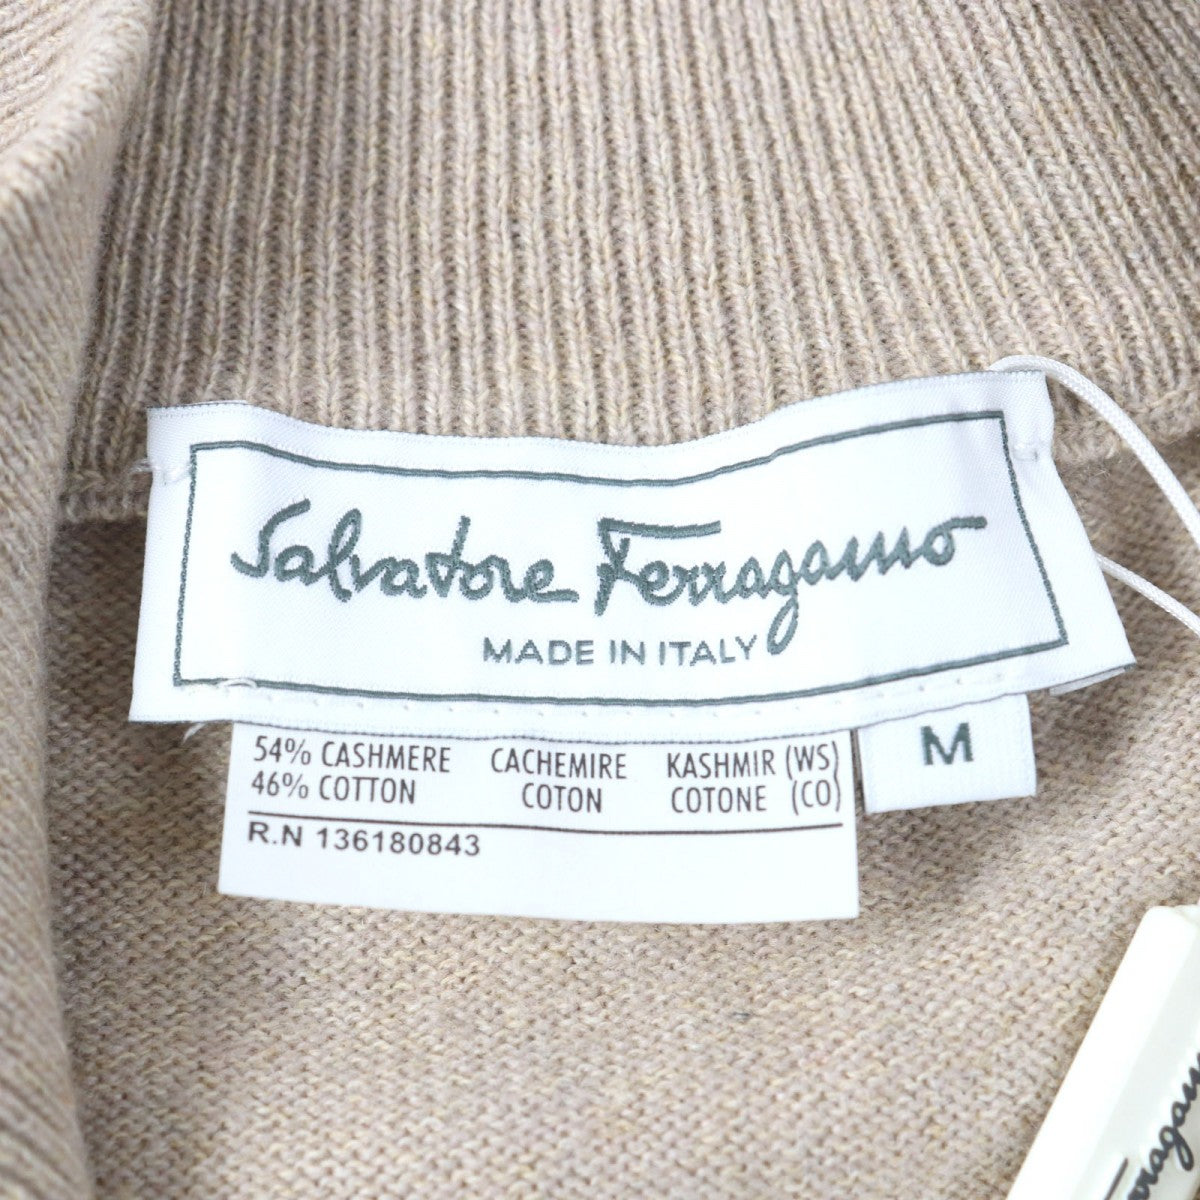 Salvatore Ferragamo
MADE IN ITALY
M
54% CASHMERE CACHEMIRE KASHMIR (WS)
46% COTTON COTON COTONE (CO)
R.N 136180843